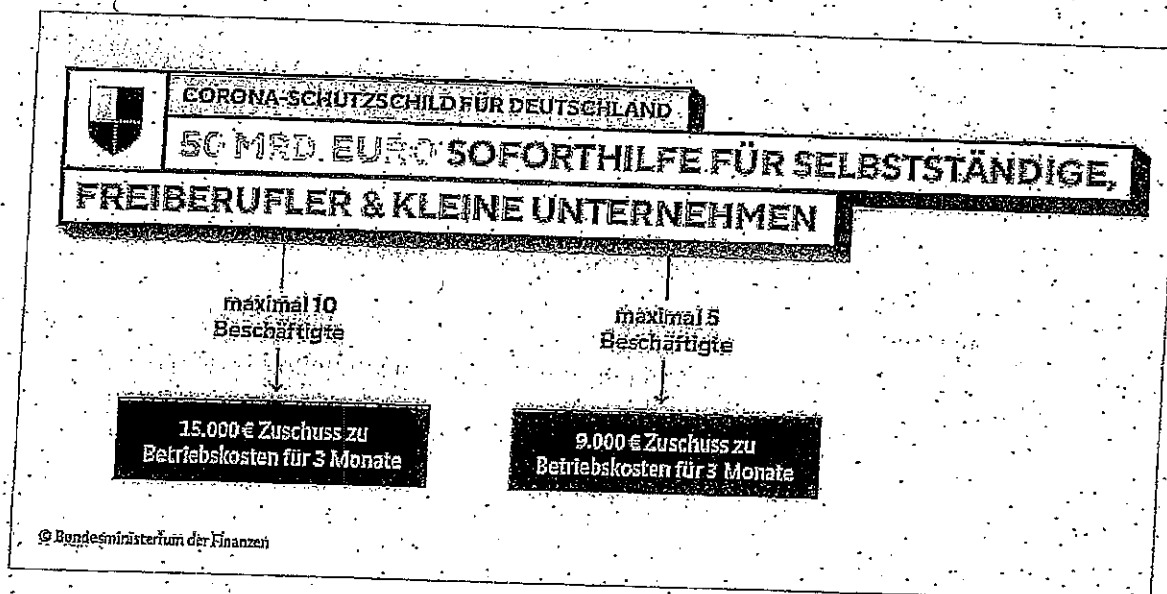 CORONA-SCHUTZSCHILD FÜR DEUTSCHLAND
50 MRD. EURO SOFORTHILFE FÜR SELBSTSTÄNDIGE,
FREIBERUFLER & KLEINE UNTERNEHMEN
maximal 10
Beschäftigte
15.000 € Zuschuss zu
Betriebskosten für 3 Monate
maximal 5
Beschäftigte
9.000 € Zuschuss zu
Betriebskosten für 3 Monate
© Bundesministerium der Finanzen